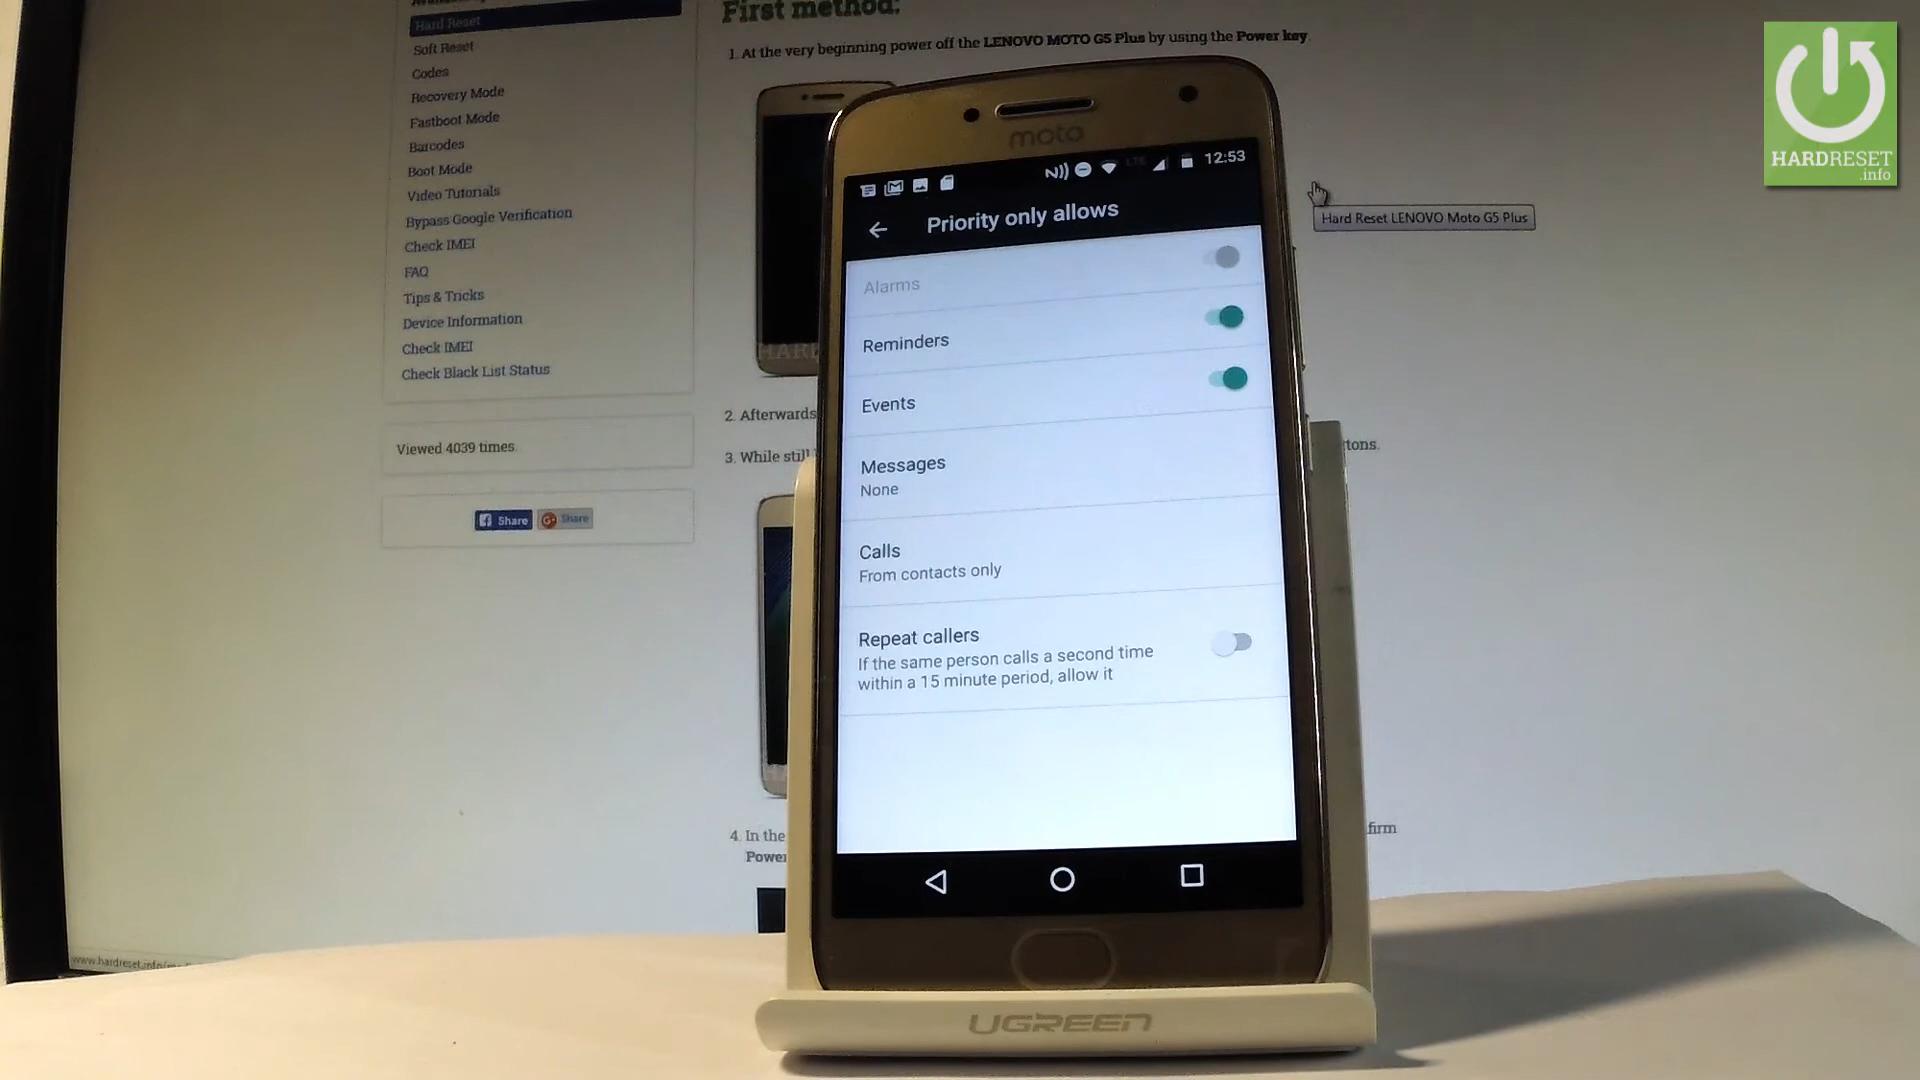 First method:
Hard Reset
Soft Reset
Codes
Recovery Mode
Fastboot Mode
Barcodes
Boot Mode
Video Tutorials
Bypass Google Verification
Check IMEI
FAQ
Tips & Tricks
Device Information
Check IMEI
Check Black List Status
Viewed 4039 times.
Share
Share
1. At the very beginning power off the LENOVO MOTO G5 Plus by using the Power key.
2. Afterwards
3. While still
tons.
4. In the
firm
Power
Hard Reset LENOVO Moto G5 Plus
HARDRESET
.info
moto
LTE 12:53
Priority only allows
Alarms
Reminders
Events
Messages
None
Calls
From contacts only
Repeat callers
If the same person calls a second time
within a 15 minute period, allow it
UGREEN